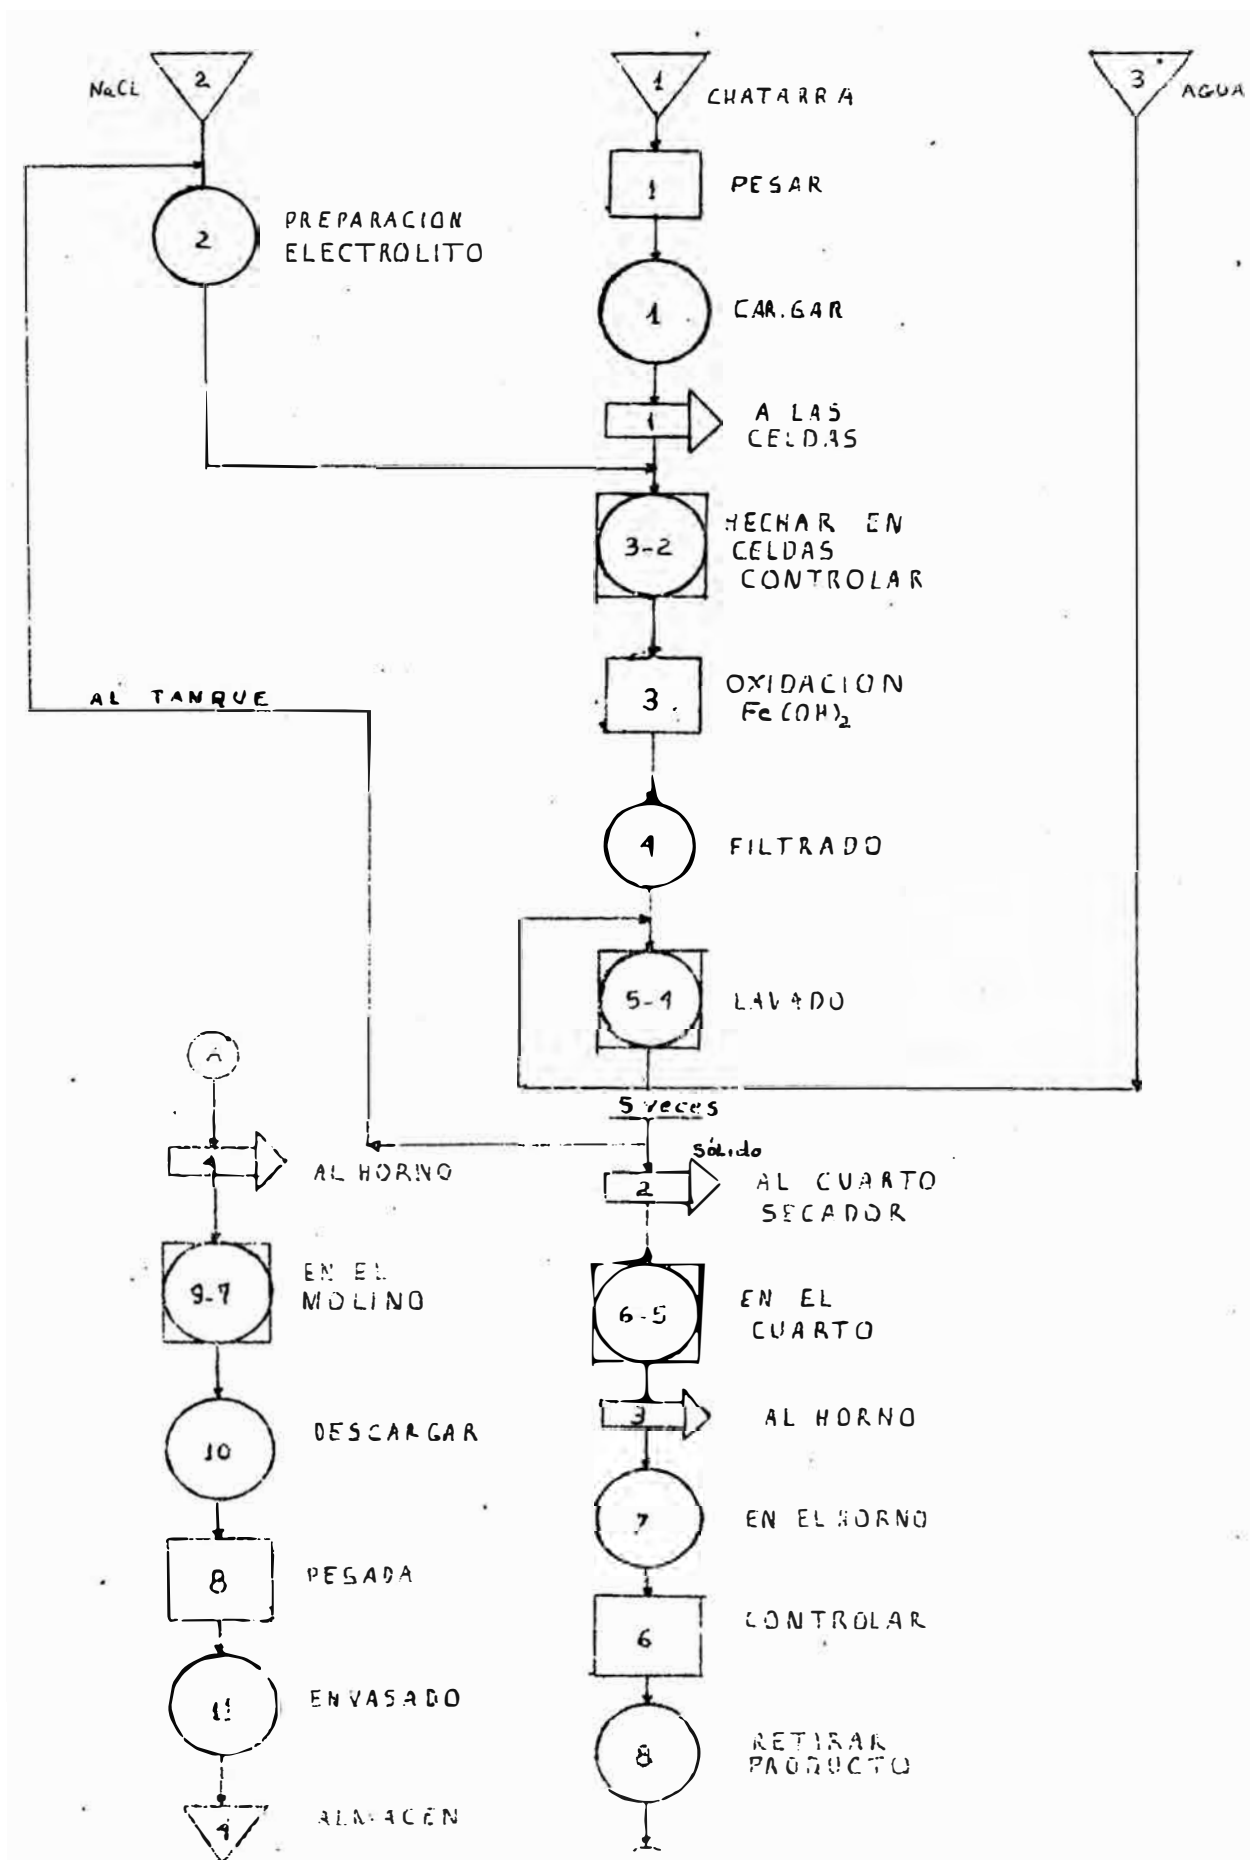 NaCl
2
1
CHATARRA
3
AGUA
1
PESAR
2
PREPARACION
ELECTROLITO
1
CAR.GAR
1
A LAS
CELDAS
3-2
HECHAR EN
CELDAS
CONTROLAR
AL TANQUE
3
OXIDACION
Fe(OH)2
4
FILTRADO
5-4
LAVADO
5 veces
sólido
2
AL CUARTO
SECADOR
6-5
EN EL
CUARTO
3
AL HORNO
7
EN EL HORNO
6
CONTROLAR
8
RETIRAR
PRODUCTO
A
4
AL HORNO
9-7
EN EL
MOLINO
10
DESCARGAR
8
PESADA
11
ENVASADO
4
ALMACEN